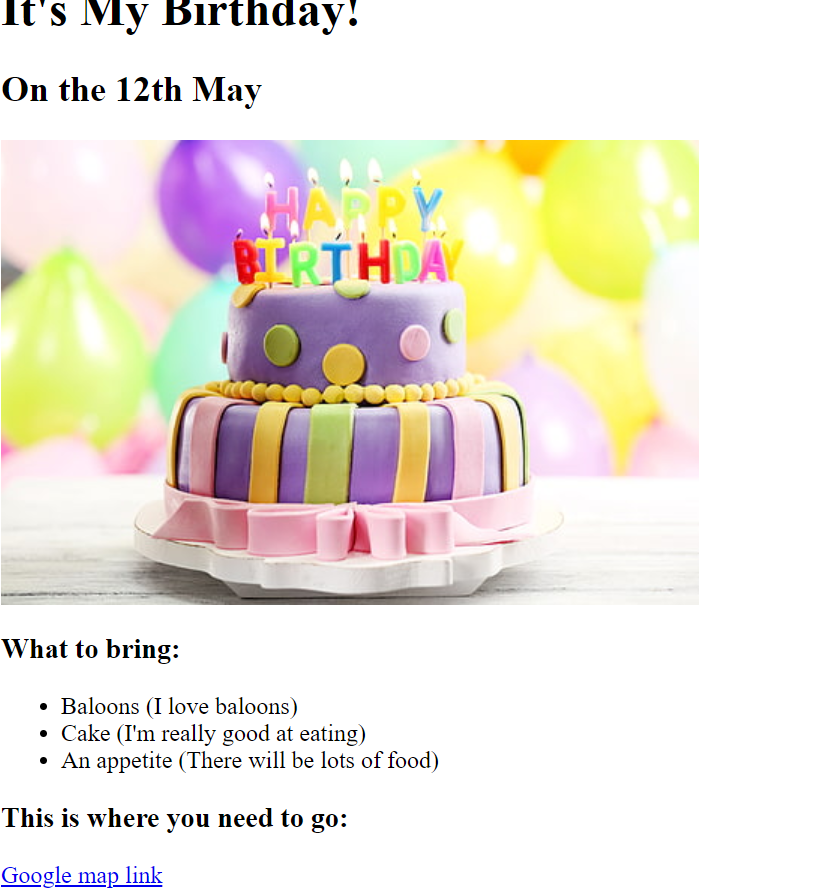 It's My Birthday!
On the 12th May
HAPPY
BIRTHDAY
What to bring:
Baloons (I love baloons)
Cake (I'm really good at eating)
An appetite (There will be lots of food)
This is where you need to go:
Google map link